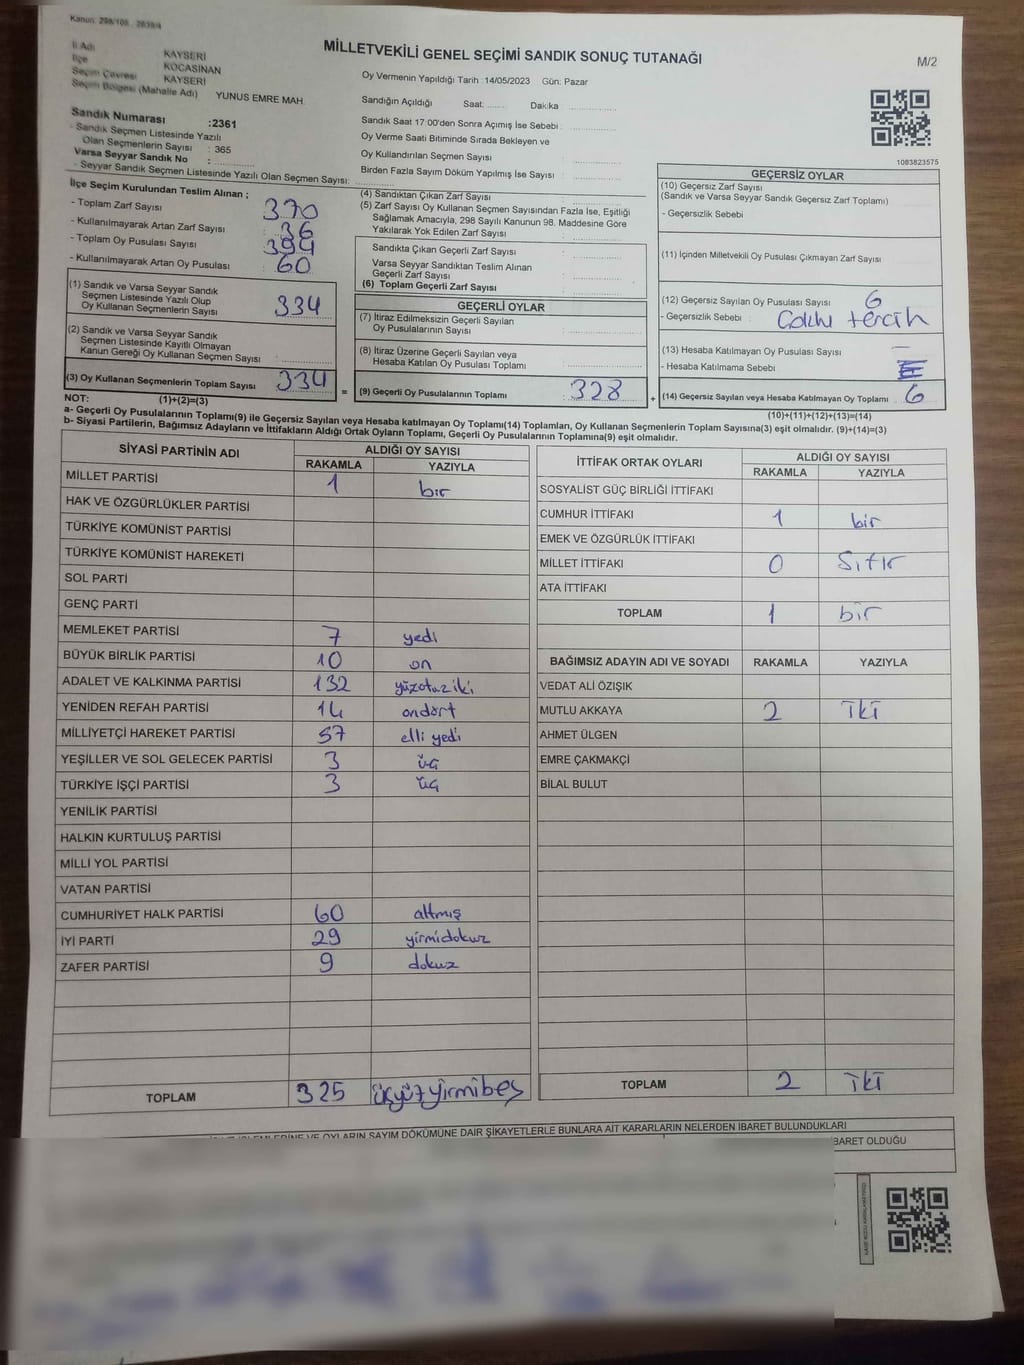 Kanun: 298/105 - 2839/4
MİLLETVEKİLİ GENEL SEÇİMİ SANDIK SONUÇ TUTANAĞI
M/2
İl Adı KAYSERİ
İlçe KOCASİNAN
Seçim Çevresi KAYSERİ
Seçim Bölgesi (Mahalle Adı) YUNUS EMRE MAH.
Sandık Numarası :2361
- Sandık Seçmen Listesinde Yazılı
Olan Seçmenlerin Sayısı : 365
Varsa Seyyar Sandık No :
- Seyyar Sandık Seçmen Listesinde Yazılı Olan Seçmen Sayısı:
Oy Vermenin Yapıldığı Tarih 14/05/2023 Gün: Pazar
Sandığın Açıldığı Saat: ...... Dakika
Sandık Saat 17:00'den Sonra Açımış İse Sebebi :
Oy Verme Saati Bitiminde Sırada Bekleyen ve
Oy Kullandırılan Seçmen Sayısı :
Birden Fazla Sayım Döküm Yapılmış İse Sayısı :
1083823575
İlçe Seçim Kurulundan Teslim Alınan ;
- Toplam Zarf Sayısı : 370
- Kullanılmayarak Artan Zarf Sayısı : 36
- Toplam Oy Pusulası Sayısı : 394
- Kullanılmayarak Artan Oy Pusulası : 60
(1) Sandık ve Varsa Seyyar Sandık
Seçmen Listesinde Yazılı Olup
Oy Kullanan Seçmenlerin Sayısı : 334
(2) Sandık ve Varsa Seyyar Sandık
Seçmen Listesinde Kayıtlı Olmayan
Kanun Gereği Oy Kullanan Seçmen Sayısı :
(3) Oy Kullanan Seçmenlerin Toplam Sayısı : 334 =
(1)+(2)=(3)
(4) Sandıktan Çıkan Zarf Sayısı :
(5) Zarf Sayısı Oy Kullanan Seçmen Sayısından Fazla İse, Eşitliği
Sağlamak Amacıyla, 298 Sayılı Kanunun 98. Maddesine Göre
Yakılarak Yok Edilen Zarf Sayısı :
Sandıkta Çıkan Geçerli Zarf Sayısı :
Varsa Seyyar Sandıktan Teslim Alınan
Geçerli Zarf Sayısı :
(6) Toplam Geçerli Zarf Sayısı :
GEÇERLİ OYLAR
(7) İtiraz Edilmeksizin Geçerli Sayılan
Oy Pusulalarının Sayısı :
(8) İtiraz Üzerine Geçerli Sayılan veya
Hesaba Katılan Oy Pusulaları Toplamı :
(9) Geçerli Oy Pusulalarının Toplamı : 328 +
GEÇERSİZ OYLAR
(10) Geçersiz Zarf Sayısı
(Sandık ve Varsa Seyyar Sandık Geçersiz Zarf Toplamı)
- Geçersizlik Sebebi
(11) İçinden Milletvekili Oy Pusulası Çıkmayan Zarf Sayısı
(12) Geçersiz Sayılan Oy Pusulası Sayısı 6
- Geçersizlik Sebebi : Çoklu tercih
(13) Hesaba Katılmayan Oy Pusulası Sayısı —
- Hesaba Katılmama Sebebi :
(14) Geçersiz Sayılan veya Hesaba Katılmayan Oy Toplamı : 6
(10)+(11)+(12)+(13)=(14)
NOT:
a- Geçerli Oy Pusulalarının Toplamı(9) ile Geçersiz Sayılan veya Hesaba katılmayan Oy Toplamı(14) Toplamları, Oy Kullanan Seçmenlerin Toplam Sayısına(3) eşit olmalıdır. (9)+(14)=(3)
b- Siyasi Partilerin, Bağımsız Adayların ve İttifakların Aldığı Ortak Oyların Toplamı, Geçerli Oy Pusulalarının Toplamına(9) eşit olmalıdır.
SİYASİ PARTİNİN ADI ALDIĞI OY SAYISI
RAKAMLA YAZIYLA
MİLLET PARTİSİ 1 bir
HAK VE ÖZGÜRLÜKLER PARTİSİ
TÜRKİYE KOMÜNİST PARTİSİ
TÜRKİYE KOMÜNİST HAREKETİ
SOL PARTİ
GENÇ PARTİ
MEMLEKET PARTİSİ 7 yedi
BÜYÜK BİRLİK PARTİSİ 10 on
ADALET VE KALKINMA PARTİSİ 132 yüzotuz iki
YENİDEN REFAH PARTİSİ 14 ondört
MİLLİYETÇİ HAREKET PARTİSİ 57 elli yedi
YEŞİLLER VE SOL GELECEK PARTİSİ 3 üç
TÜRKİYE İŞÇİ PARTİSİ 3 üç
YENİLİK PARTİSİ
HALKIN KURTULUŞ PARTİSİ
MİLLİ YOL PARTİSİ
VATAN PARTİSİ
CUMHURİYET HALK PARTİSİ 60 altmış
İYİ PARTİ 29 yirmidokuz
ZAFER PARTİSİ 9 dokuz
TOPLAM 325 üçyüzyirmibeş
İTTİFAK ORTAK OYLARI ALDIĞI OY SAYISI
RAKAMLA YAZIYLA
SOSYALİST GÜÇ BİRLİĞİ İTTİFAKI
CUMHUR İTTİFAKI 1 bir
EMEK VE ÖZGÜRLÜK İTTİFAKI
MİLLET İTTİFAKI 0 Sıfır
ATA İTTİFAKI
TOPLAM 1 bir
BAĞIMSIZ ADAYIN ADI VE SOYADI RAKAMLA YAZIYLA
VEDAT ALİ ÖZIŞIK
MUTLU AKKAYA 2 İki
AHMET ÜLGEN
EMRE ÇAKMAKÇİ
BİLAL BULUT
TOPLAM 2 İki
VE OYLARIN SAYIM DÖKÜMÜNE DAİR ŞİKAYETLERLE BUNLARA AİT KARARLARIN NELERDEN İBARET BULUNDUKLARI
İBARET OLDUĞU